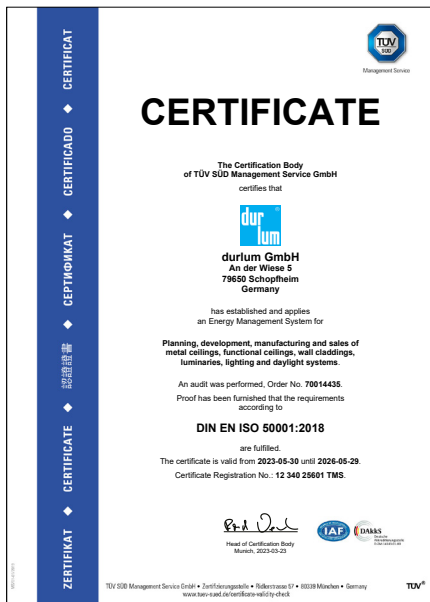 TÜV
SÜD
Management Service
CERTIFICATE
The Certification Body
of TÜV SÜD Management Service GmbH
certifies that
dur
lum
durlum GmbH
An der Wiese 5
79650 Schopfheim
Germany
has established and applies
an Energy Management System for
Planning, development, manufacturing and sales of
metal ceilings, functional ceilings, wall claddings,
luminaries, lighting and daylight systems.
An audit was performed, Order No. 70014435.
Proof has been furnished that the requirements
according to
DIN EN ISO 50001:2018
are fulfilled.
The certificate is valid from 2023-05-30 until 2026-05-29.
Certificate Registration No.: 12 340 25601 TMS.
Head of Certification Body
Munich, 2023-03-23
IAF
DAkkS
Deutsche
Akkreditierungsstelle
TÜV SÜD Management Service GmbH • Zertifizierungsstelle • Ridlerstrasse 57 • 80339 München • Germany
www.tuev-sued.de/certificate-validity-check
TÜV®
ZERTIFIKAT ◆ CERTIFICATE ◆ 認證證書 ◆ СЕРТИФИКАТ ◆ CERTIFICADO ◆ CERTIFICAT